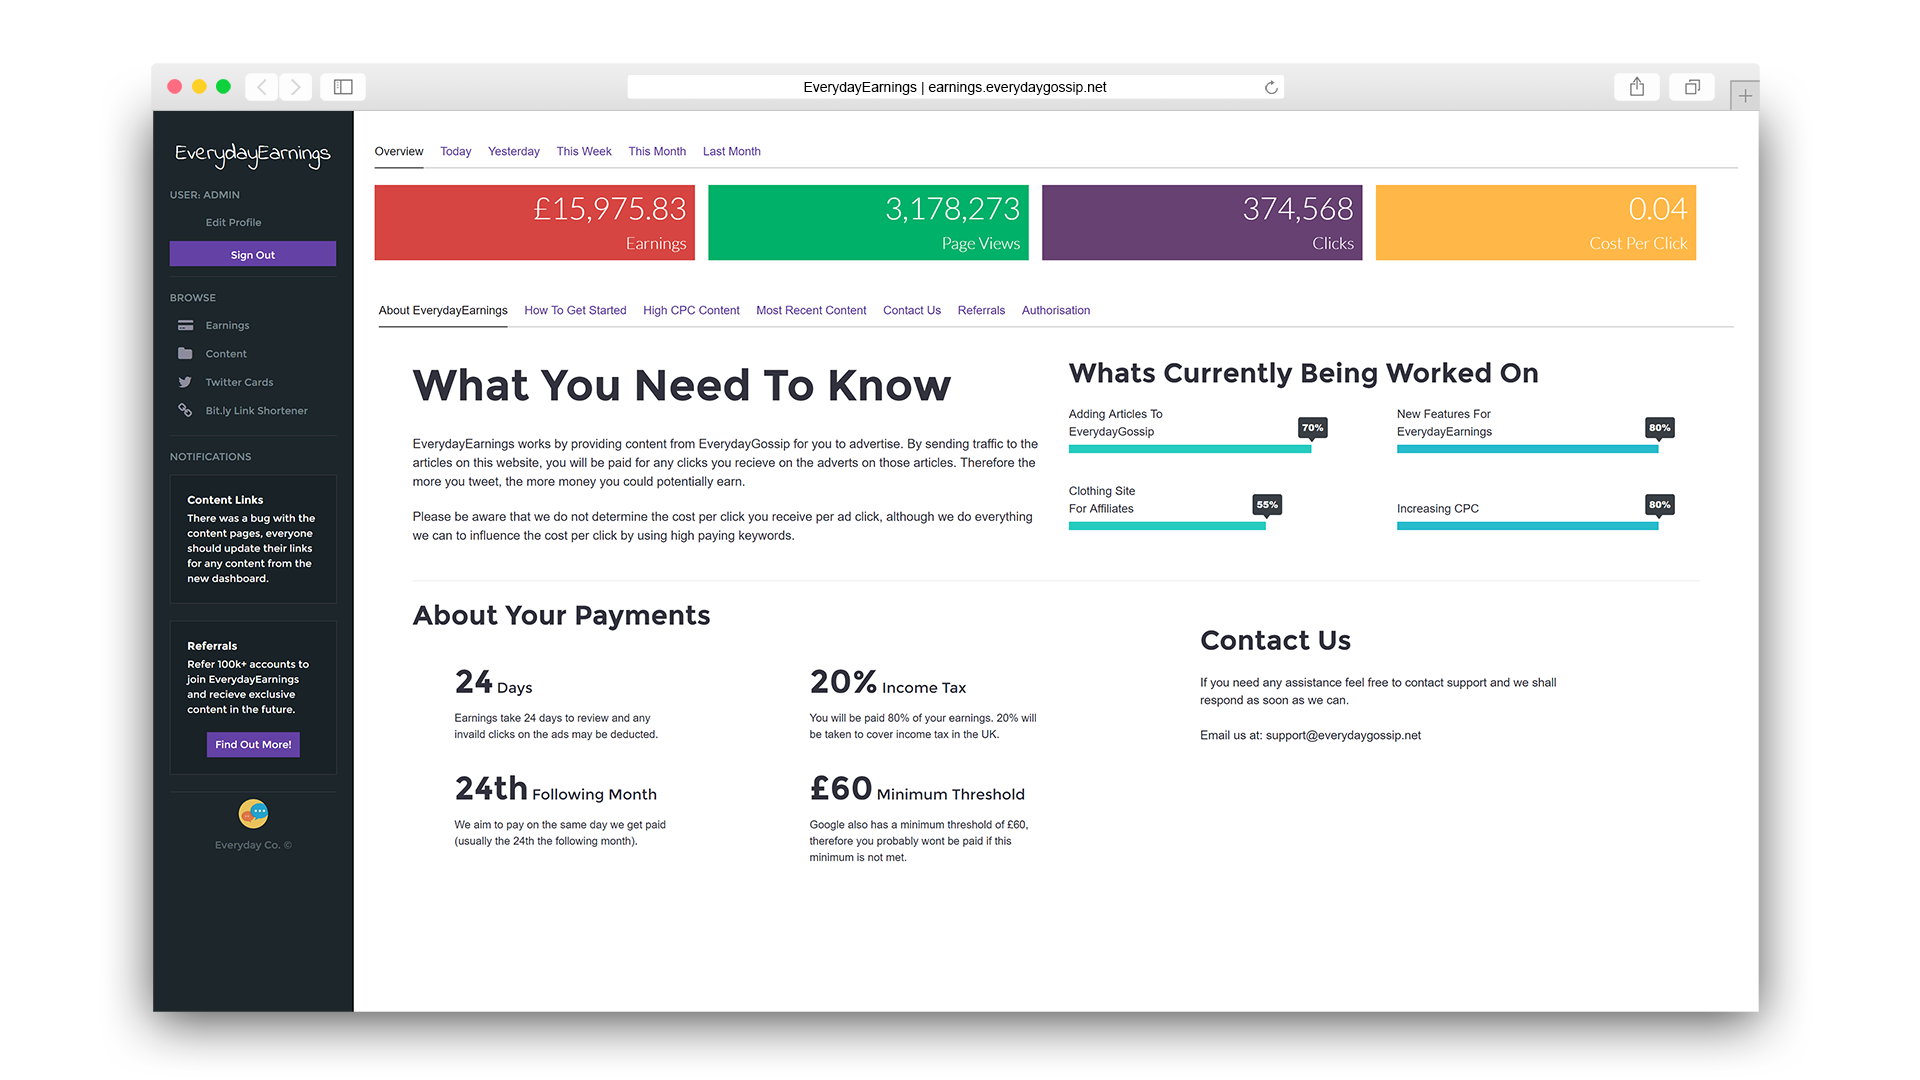 EverydayEarnings | earnings.everydaygossip.net
EverydayEarnings
USER: ADMIN
Edit Profile
Sign Out
BROWSE
Earnings
Content
Twitter Cards
Bit.ly Link Shortener
NOTIFICATIONS
Content Links
There was a bug with the
content pages, everyone
should update their links
for any content from the
new dashboard.
Referrals
Refer 100k+ accounts to
join EverydayEarnings
and recieve exclusive
content in the future.
Find Out More!
Everyday Co. ©
Overview Today Yesterday This Week This Month Last Month
£15,975.83
Earnings
3,178,273
Page Views
374,568
Clicks
0.04
Cost Per Click
About EverydayEarnings How To Get Started High CPC Content Most Recent Content Contact Us Referrals Authorisation
What You Need To Know
EverydayEarnings works by providing content from EverydayGossip for you to advertise. By sending traffic to the
articles on this website, you will be paid for any clicks you recieve on the adverts on those articles. Therefore the
more you tweet, the more money you could potentially earn.
Please be aware that we do not determine the cost per click you receive per ad click, although we do everything
we can to influence the cost per click by using high paying keywords.
Whats Currently Being Worked On
Adding Articles To
EverydayGossip
70%
New Features For
EverydayEarnings
80%
Clothing Site
For Affiliates
55%
Increasing CPC
80%
About Your Payments
24 Days
Earnings take 24 days to review and any
invaild clicks on the ads may be deducted.
20% Income Tax
You will be paid 80% of your earnings. 20% will
be taken to cover income tax in the UK.
24th Following Month
We aim to pay on the same day we get paid
(usually the 24th the following month).
£60 Minimum Threshold
Google also has a minimum threshold of £60,
therefore you probably wont be paid if this
minimum is not met.
Contact Us
If you need any assistance feel free to contact support and we shall
respond as soon as we can.
Email us at: support@everydaygossip.net